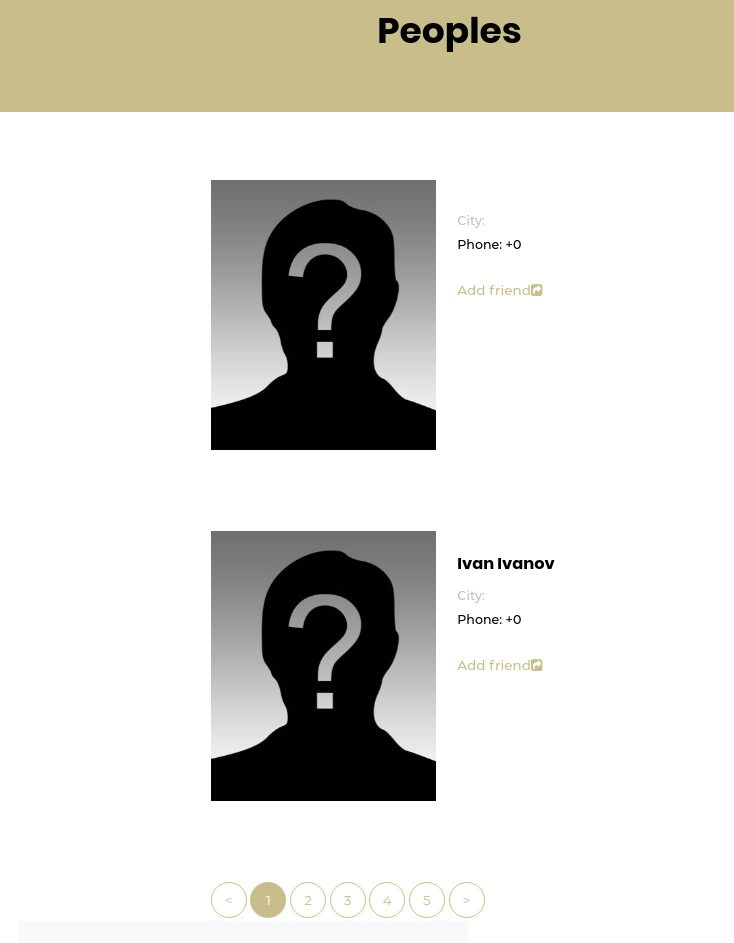 Peoples
City:
Phone: +0
Add friend
Ivan Ivanov
City:
Phone: +0
Add friend
< 1 2 3 4 5 >